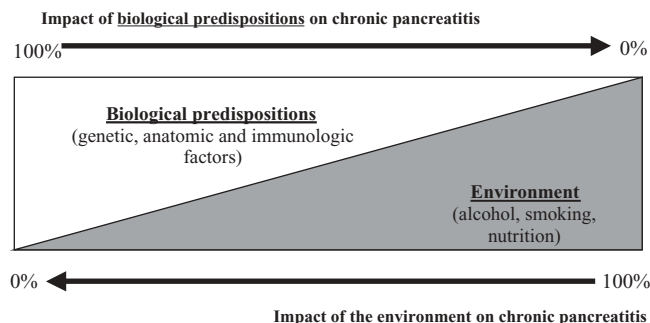 Impact of biological predispositions on chronic pancreatitis
100% 0%
Biological predispositions
(genetic, anatomic and immunologic
factors)
Environment
(alcohol, smoking,
nutrition)
0% 100%
Impact of the environment on chronic pancreatitis